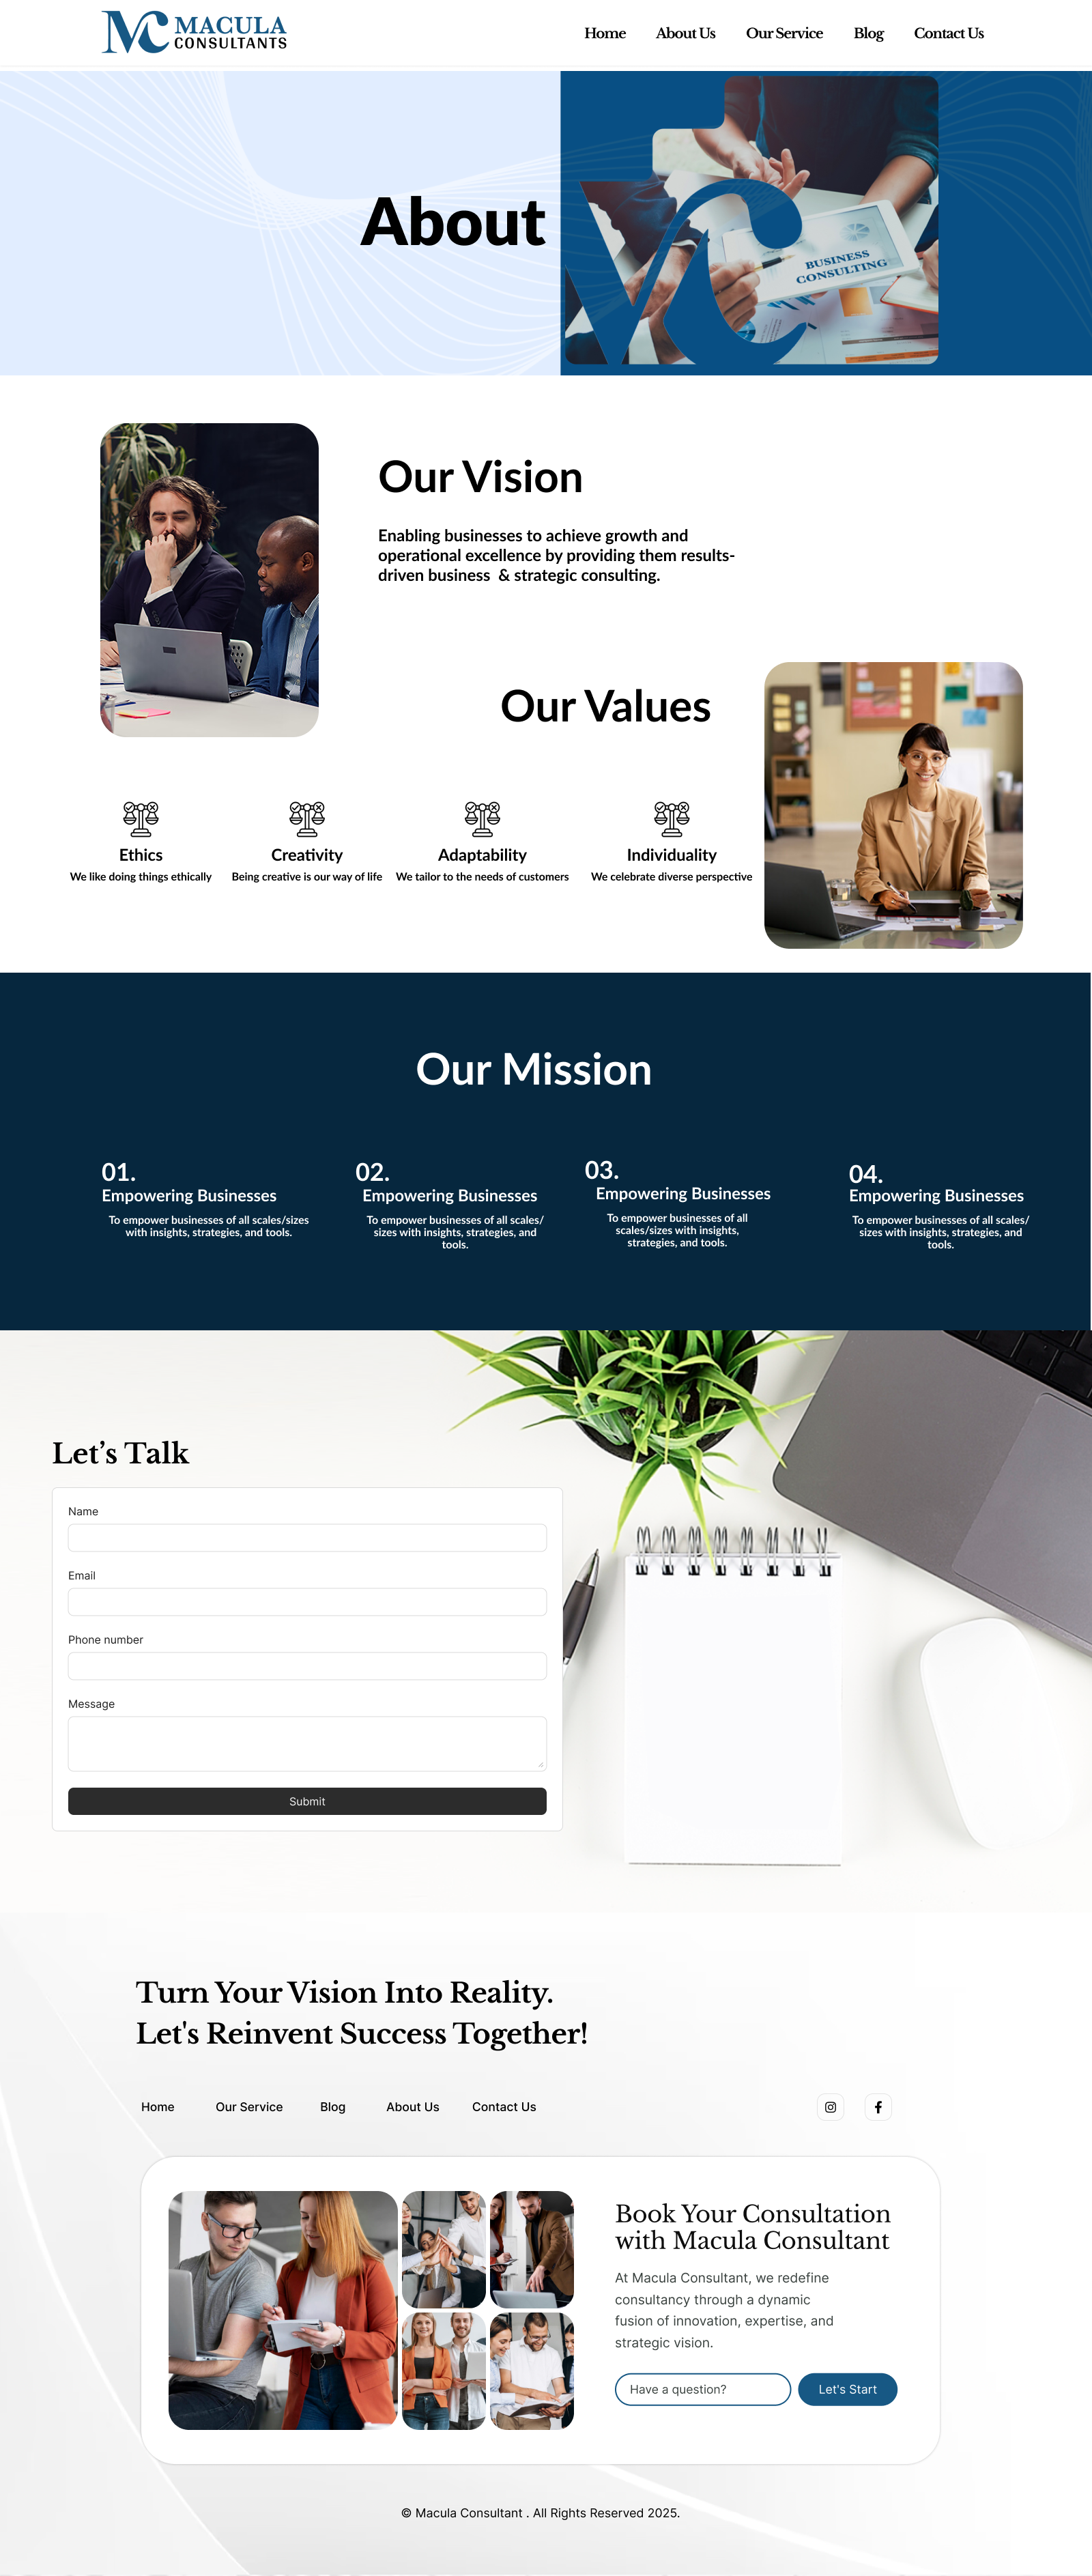 MACULA
CONSULTANTS
Home About Us Our Service Blog Contact Us
About
BUSINESS
CONSULTING
Our Vision
Enabling businesses to achieve growth and
operational excellence by providing them results-
driven business & strategic consulting.
Our Values
Ethics
We like doing things ethically
Creativity
Being creative is our way of life
Adaptability
We tailor to the needs of customers
Individuality
We celebrate diverse perspective
Our Mission
01.
Empowering Businesses
To empower businesses of all scales/sizes
with insights, strategies, and tools.
02.
Empowering Businesses
To empower businesses of all scales/
sizes with insights, strategies, and
tools.
03.
Empowering Businesses
To empower businesses of all
scales/sizes with insights,
strategies, and tools.
04.
Empowering Businesses
To empower businesses of all scales/
sizes with insights, strategies, and
tools.
Let’s Talk
Name
Email
Phone number
Message
Submit
Turn Your Vision Into Reality.
Let's Reinvent Success Together!
Home Our Service Blog About Us Contact Us
Book Your Consultation
with Macula Consultant
At Macula Consultant, we redefine
consultancy through a dynamic
fusion of innovation, expertise, and
strategic vision.
Have a question?
Let's Start
© Macula Consultant . All Rights Reserved 2025.